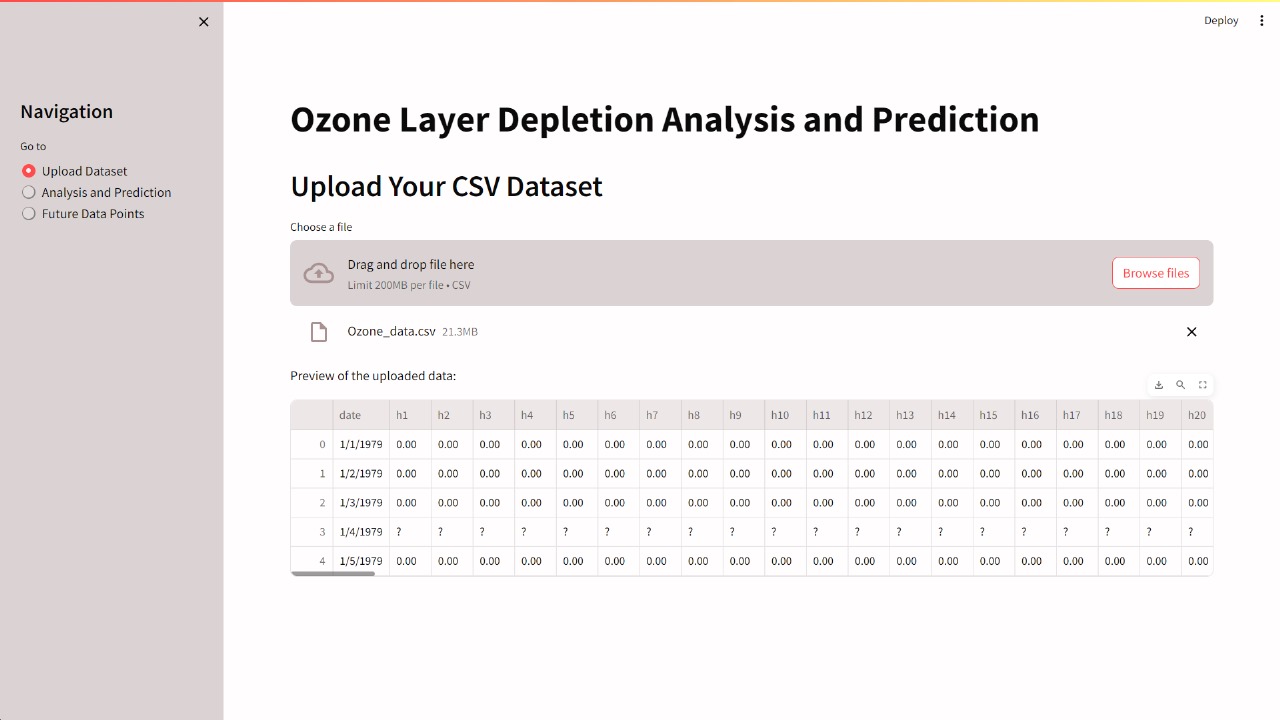 Deploy
Navigation
Go to
Upload Dataset
Analysis and Prediction
Future Data Points
Ozone Layer Depletion Analysis and Prediction
Upload Your CSV Dataset
Choose a file
Drag and drop file here
Limit 200MB per file • CSV
Browse files
Ozone_data.csv 21.3MB
Preview of the uploaded data:
date h1 h2 h3 h4 h5 h6 h7 h8 h9 h10 h11 h12 h13 h14 h15 h16 h17 h18 h19 h20
0 1/1/1979 0.00 0.00 0.00 0.00 0.00 0.00 0.00 0.00 0.00 0.00 0.00 0.00 0.00 0.00 0.00 0.00 0.00 0.00 0.00 0.00
1 1/2/1979 0.00 0.00 0.00 0.00 0.00 0.00 0.00 0.00 0.00 0.00 0.00 0.00 0.00 0.00 0.00 0.00 0.00 0.00 0.00 0.00
2 1/3/1979 0.00 0.00 0.00 0.00 0.00 0.00 0.00 0.00 0.00 0.00 0.00 0.00 0.00 0.00 0.00 0.00 0.00 0.00 0.00 0.00
3 1/4/1979 ? ? ? ? ? ? ? ? ? ? ? ? ? ? ? ? ? ? ? ?
4 1/5/1979 0.00 0.00 0.00 0.00 0.00 0.00 0.00 0.00 0.00 0.00 0.00 0.00 0.00 0.00 0.00 0.00 0.00 0.00 0.00 0.00